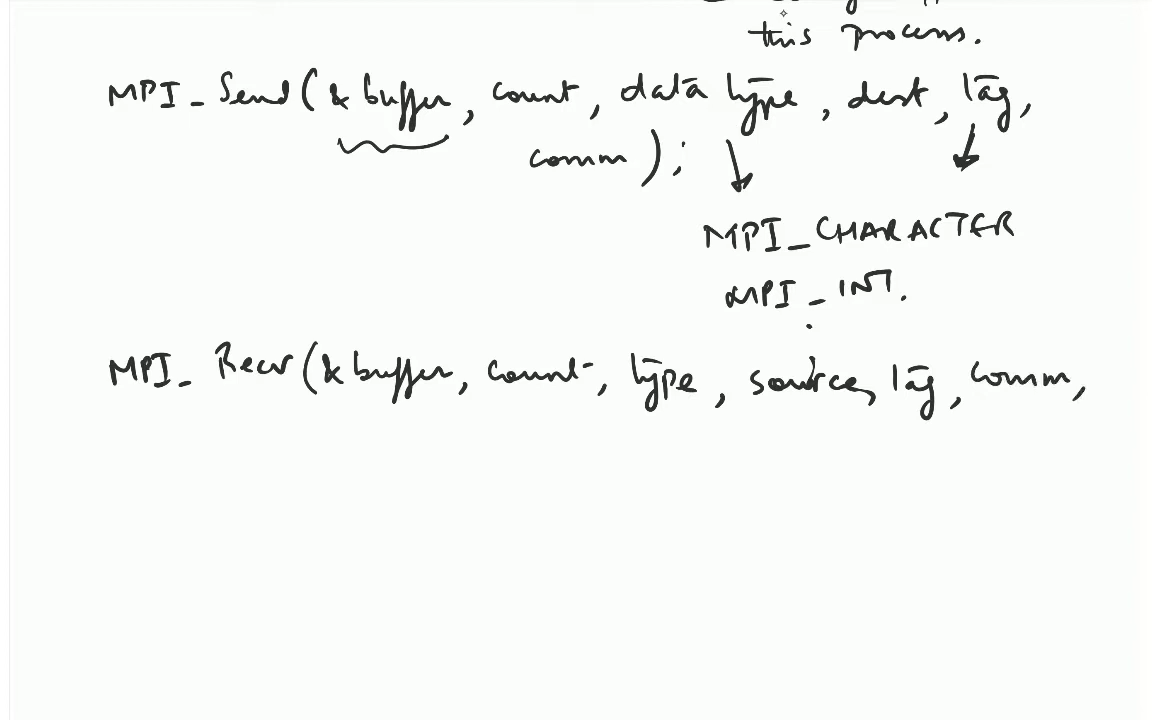 this process.
MPI_Send(& buffer, count, data type, dest, tag,
comm);
MPI_CHARACTER
MPI_INT.
MPI_Recv(& buffer, count, type, source, tag, comm,